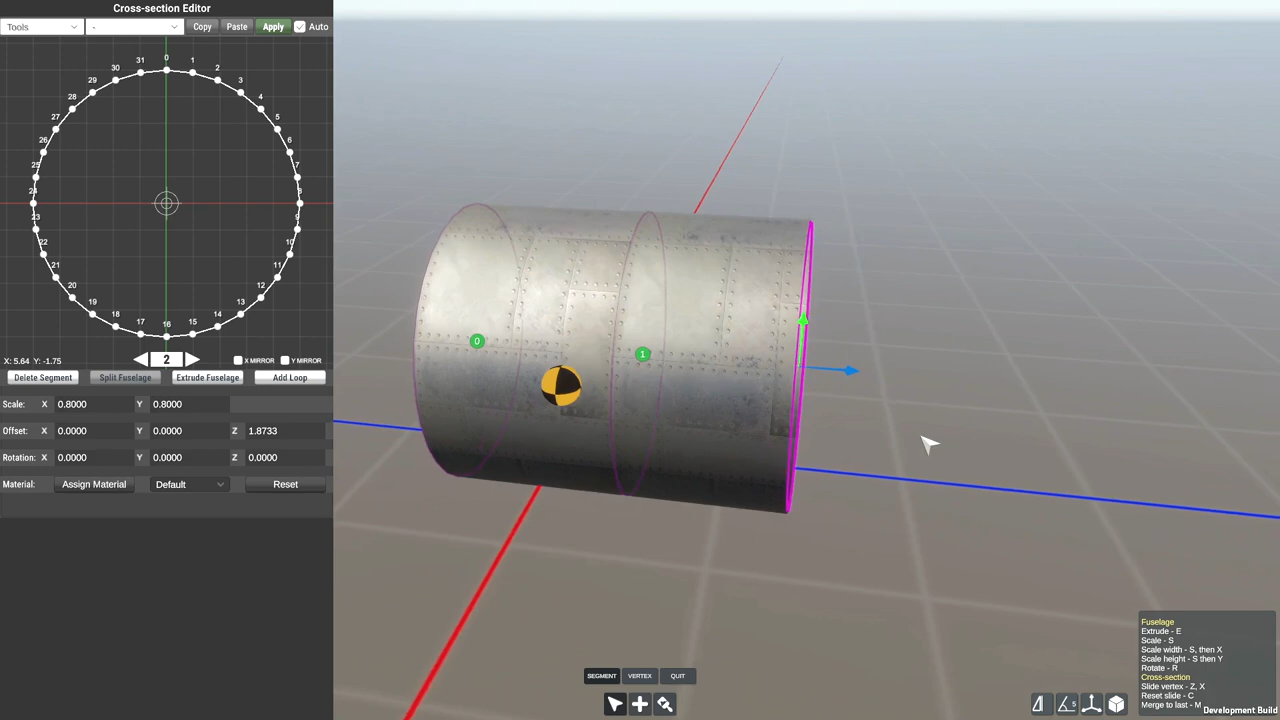 Cross-section Editor
Tools - Copy Paste Apply Auto
0
31 1
30 2
29 3
28 4
27 5
26 6
25 7
24 8
23 9
22 10
21 11
20 12
19 13
18 14
17 16 15
X: 5.64 Y: -1.75 2 X MIRROR Y MIRROR
Delete Segment Split Fuselage Extrude Fuselage Add Loop
Scale: X 0.8000 Y 0.8000
Offset: X 0.0000 Y 0.0000 Z 1.8733
Rotation: X 0.0000 Y 0.0000 Z 0.0000
Material: Assign Material Default Reset
0 1
SEGMENT VERTEX QUIT
5
Fuselage
Extrude - E
Scale - S
Scale width - S, then X
Scale height - S then Y
Rotate - R
Cross-section
Slide vertex - Z, X
Reset slide - C
Merge to last - M
Development Build